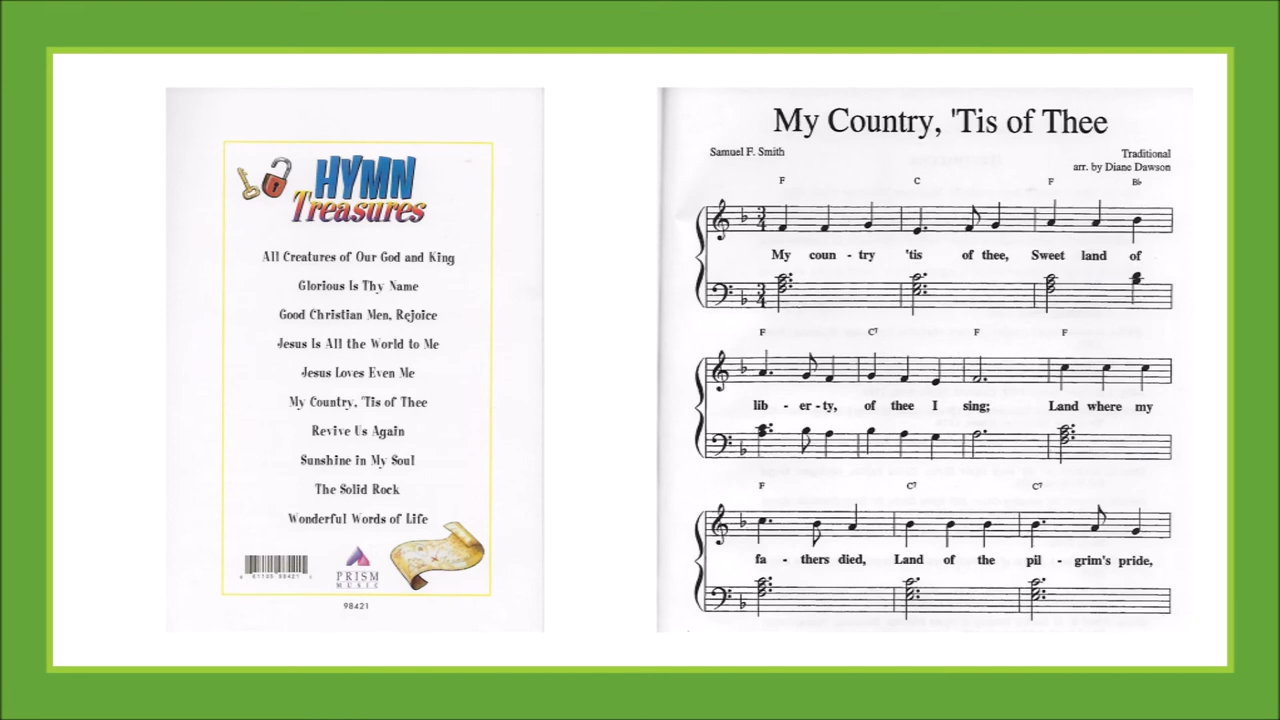 HYMN
Treasures
All Creatures of Our God and King
Glorious Is Thy Name
Good Christian Men, Rejoice
Jesus Is All the World to Me
Jesus Loves Even Me
My Country, 'Tis of Thee
Revive Us Again
Sunshine in My Soul
The Solid Rock
Wonderful Words of Life
PRISM
MUSIC
98421
My Country, 'Tis of Thee
Samuel F. Smith
Traditional
arr. by Diane Dawson
F C F B♭
3 4
My coun - try 'tis of thee, Sweet land of
3 4
F C7 F F
lib - er - ty, of thee I sing; Land where my
F C7 C7
fa - thers died, Land of the pil - grim's pride,